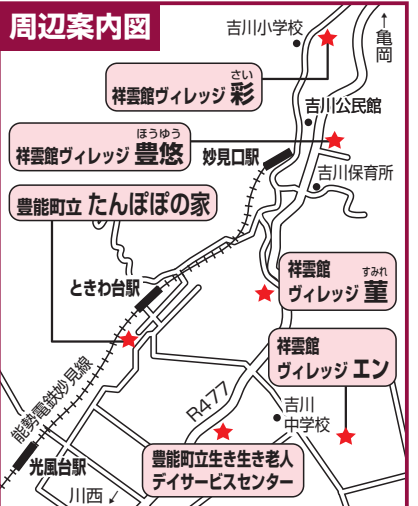 周辺案内図
吉川小学校
↑亀岡
さい
祥雲館ヴィレッジ 彩
吉川公民館
ほうゆう
祥雲館ヴィレッジ 豊悠
妙見口駅
吉川保育所
豊能町立 たんぽぽの家
ときわ台駅
祥雲館 すみれ
ヴィレッジ 菫
祥雲館
ヴィレッジ エン
能勢電鉄妙見線
R477
吉川
中学校
豊能町立生き生き老人
デイサービスセンター
光風台駅
川西↙